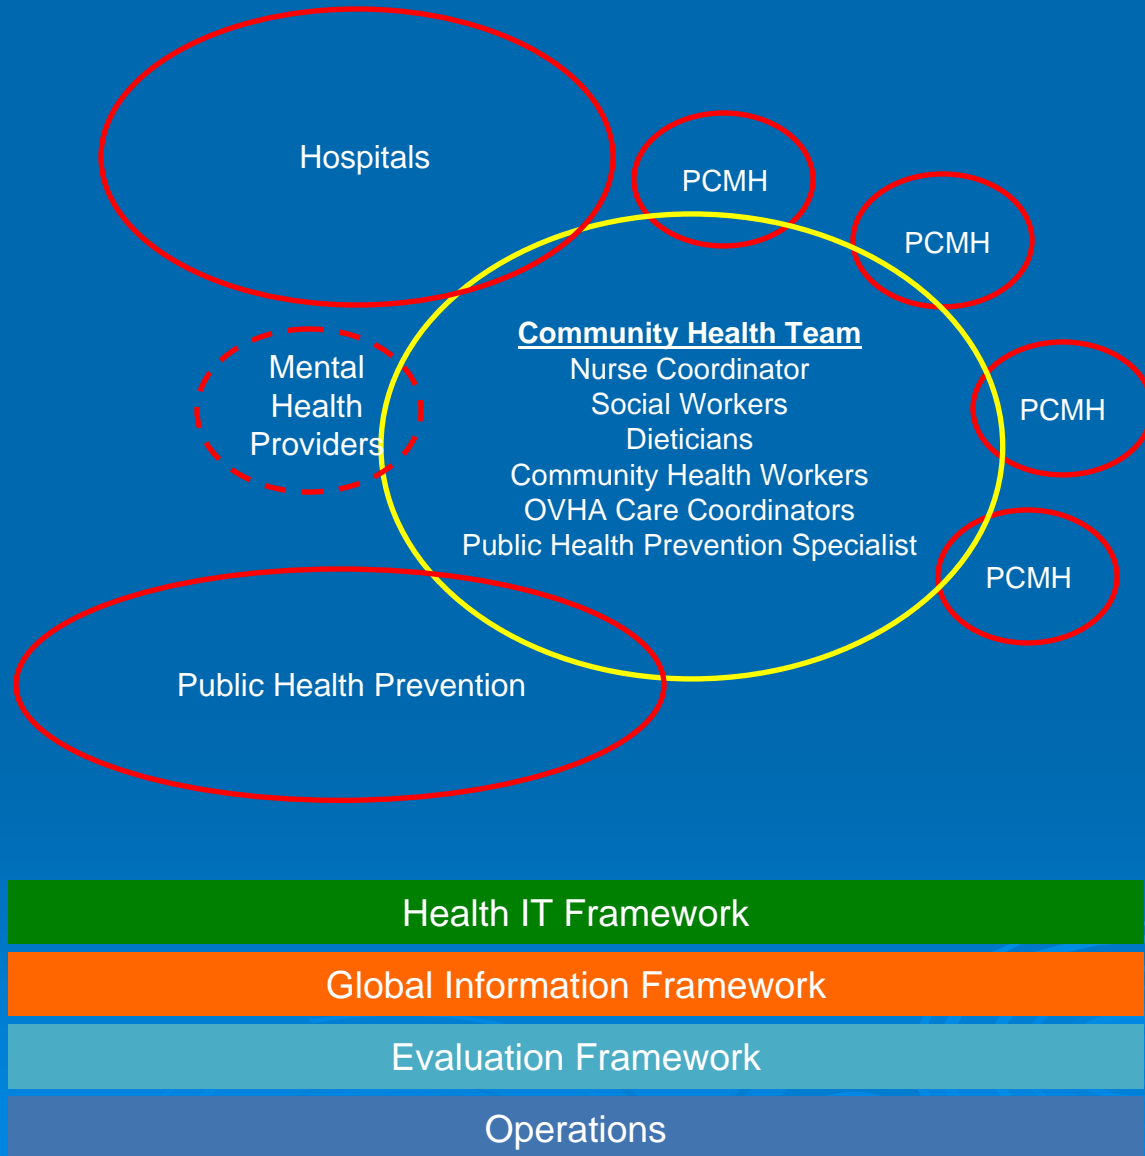 Hospitals
PCMH
PCMH
Community Health Team
Nurse Coordinator
Social Workers
Dieticians
Community Health Workers
OVHA Care Coordinators
Public Health Prevention Specialist
Mental
Health
Providers
PCMH
PCMH
Public Health Prevention
Health IT Framework
Global Information Framework
Evaluation Framework
Operations